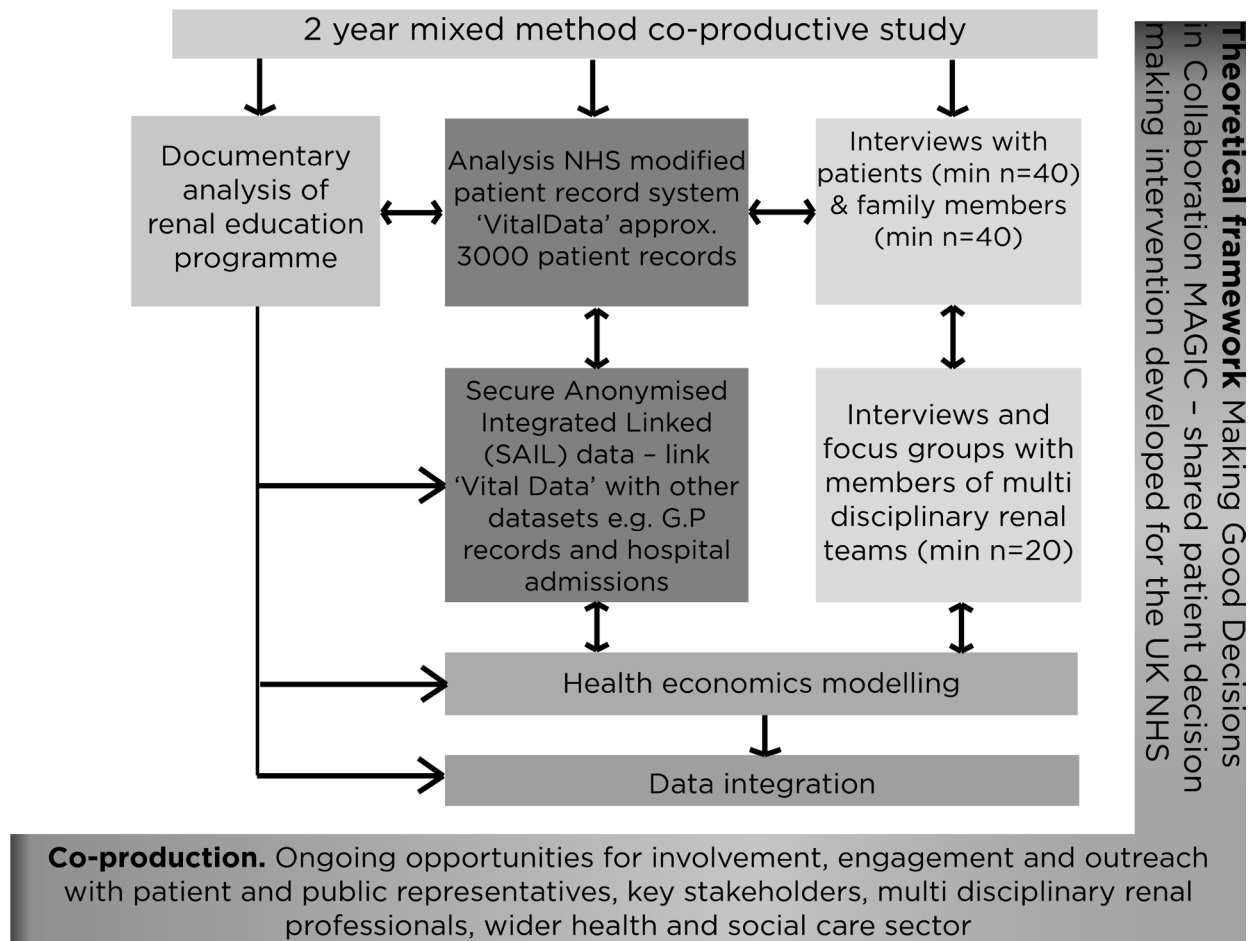 2 year mixed method co-productive study
Documentary
analysis of
renal education
programme
Analysis NHS modified
patient record system
‘VitalData’ approx.
3000 patient records
Interviews with
patients (min n=40)
& family members
(min n=40)
Secure Anonymised
Integrated Linked
(SAIL) data – link
‘Vital Data’ with other
datasets e.g. G.P
records and hospital
admissions
Interviews and
focus groups with
members of multi
disciplinary renal
teams (min n=20)
Health economics modelling
Data integration
Theoretical framework Making Good Decisions
in Collaboration MAGIC – shared patient decision
making intervention developed for the UK NHS
Co-production. Ongoing opportunities for involvement, engagement and outreach
with patient and public representatives, key stakeholders, multi disciplinary renal
professionals, wider health and social care sector